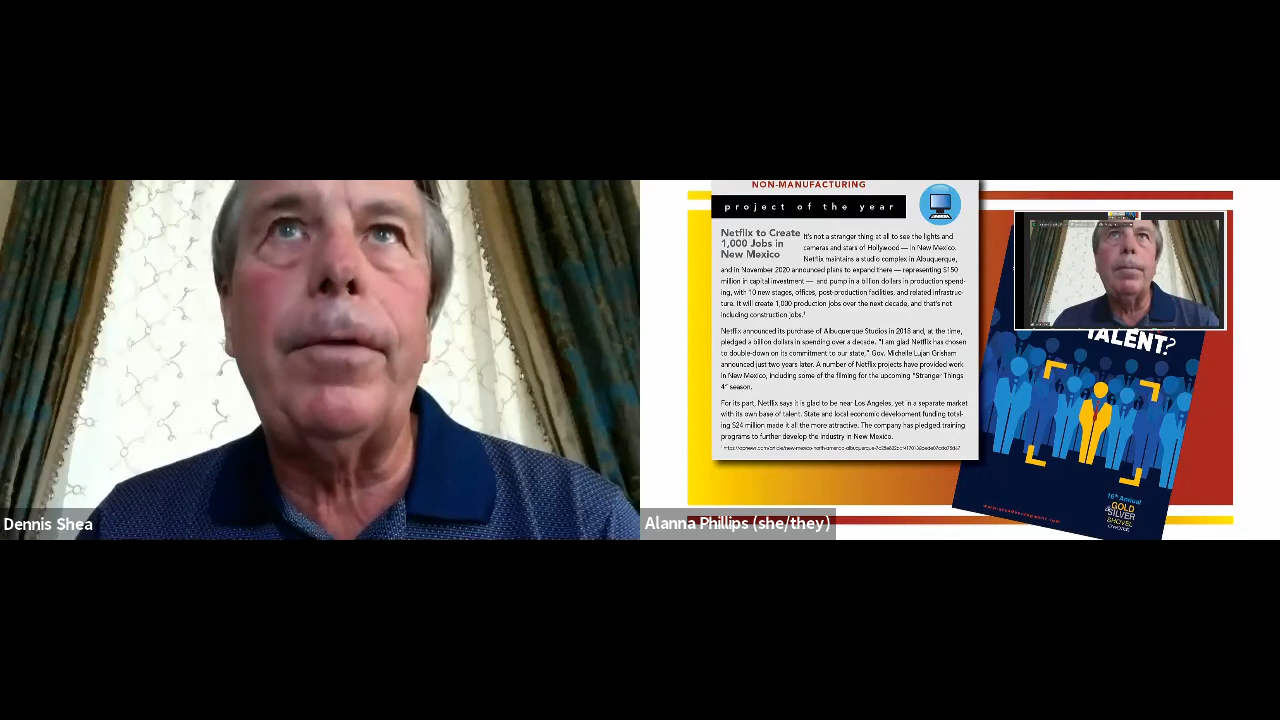 NON-MANUFACTURING
project of the year
Netflix to Create
1,000 Jobs in
New Mexico
It's not a stranger thing at all to see the lights and
cameras and stars of Hollywood — in New Mexico.
Netflix maintains a studio complex in Albuquerque,
and in November 2020 announced plans to expand there — representing $150
million in capital investment — and pump in a billion dollars in production spend-
ing, with 10 new stages, offices, post-production facilities, and related infrastruc-
ture. It will create 1,000 production jobs over the next decade, and that's not
including construction jobs.¹
Netflix announced its purchase of Albuquerque Studios in 2018 and, at the time,
pledged a billion dollars in spending over a decade. "I am glad Netflix has chosen
to double-down on its commitment to our state," Gov. Michelle Lujan Grisham
announced just two years later. A number of Netflix projects have provided work
in New Mexico, including some of the filming for the upcoming "Stranger Things
4" season.
For its part, Netflix says it is glad to be near Los Angeles, yet in a separate market
with its own base of talent. State and local economic development funding total-
ing $24 million made it all the more attractive. The company has pledged training
programs to further develop the industry in New Mexico.
TALENT?
16th Annual
GOLD
&SILVER
SHOVEL
Dennis Shea
Alanna Phillips (she/they)